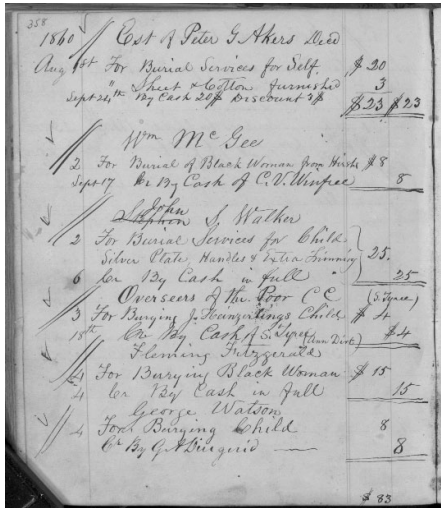 358
1860 Est of Peter G Akers Decd
Aug 1st For Burial Services for Self $20
Sheet & Cotton furnished 3
Sept 24th By Cash 20$ Discount 3$ $23 $23
Wm McGee
2 For Burial of Black Woman from $8
Sept 17 Cr By Cash of C.V. Winfree 8
John
Stephen S. Walker
2 For Burial Services for Child
Silver Plate, Handles & Extra Trimming 25.
6 Cr By Cash in full 25
Overseers of the Poor C C (S. Tyree)
3 For Burying J. Child $4
18th Cr By Cash of S. Tyree $4
Fleming Fitzgerald
4 For Burying Black Woman $15
4 Cr By Cash in full 15
George Watson
4 For Burying Child 8
Cr By G A 8
$83